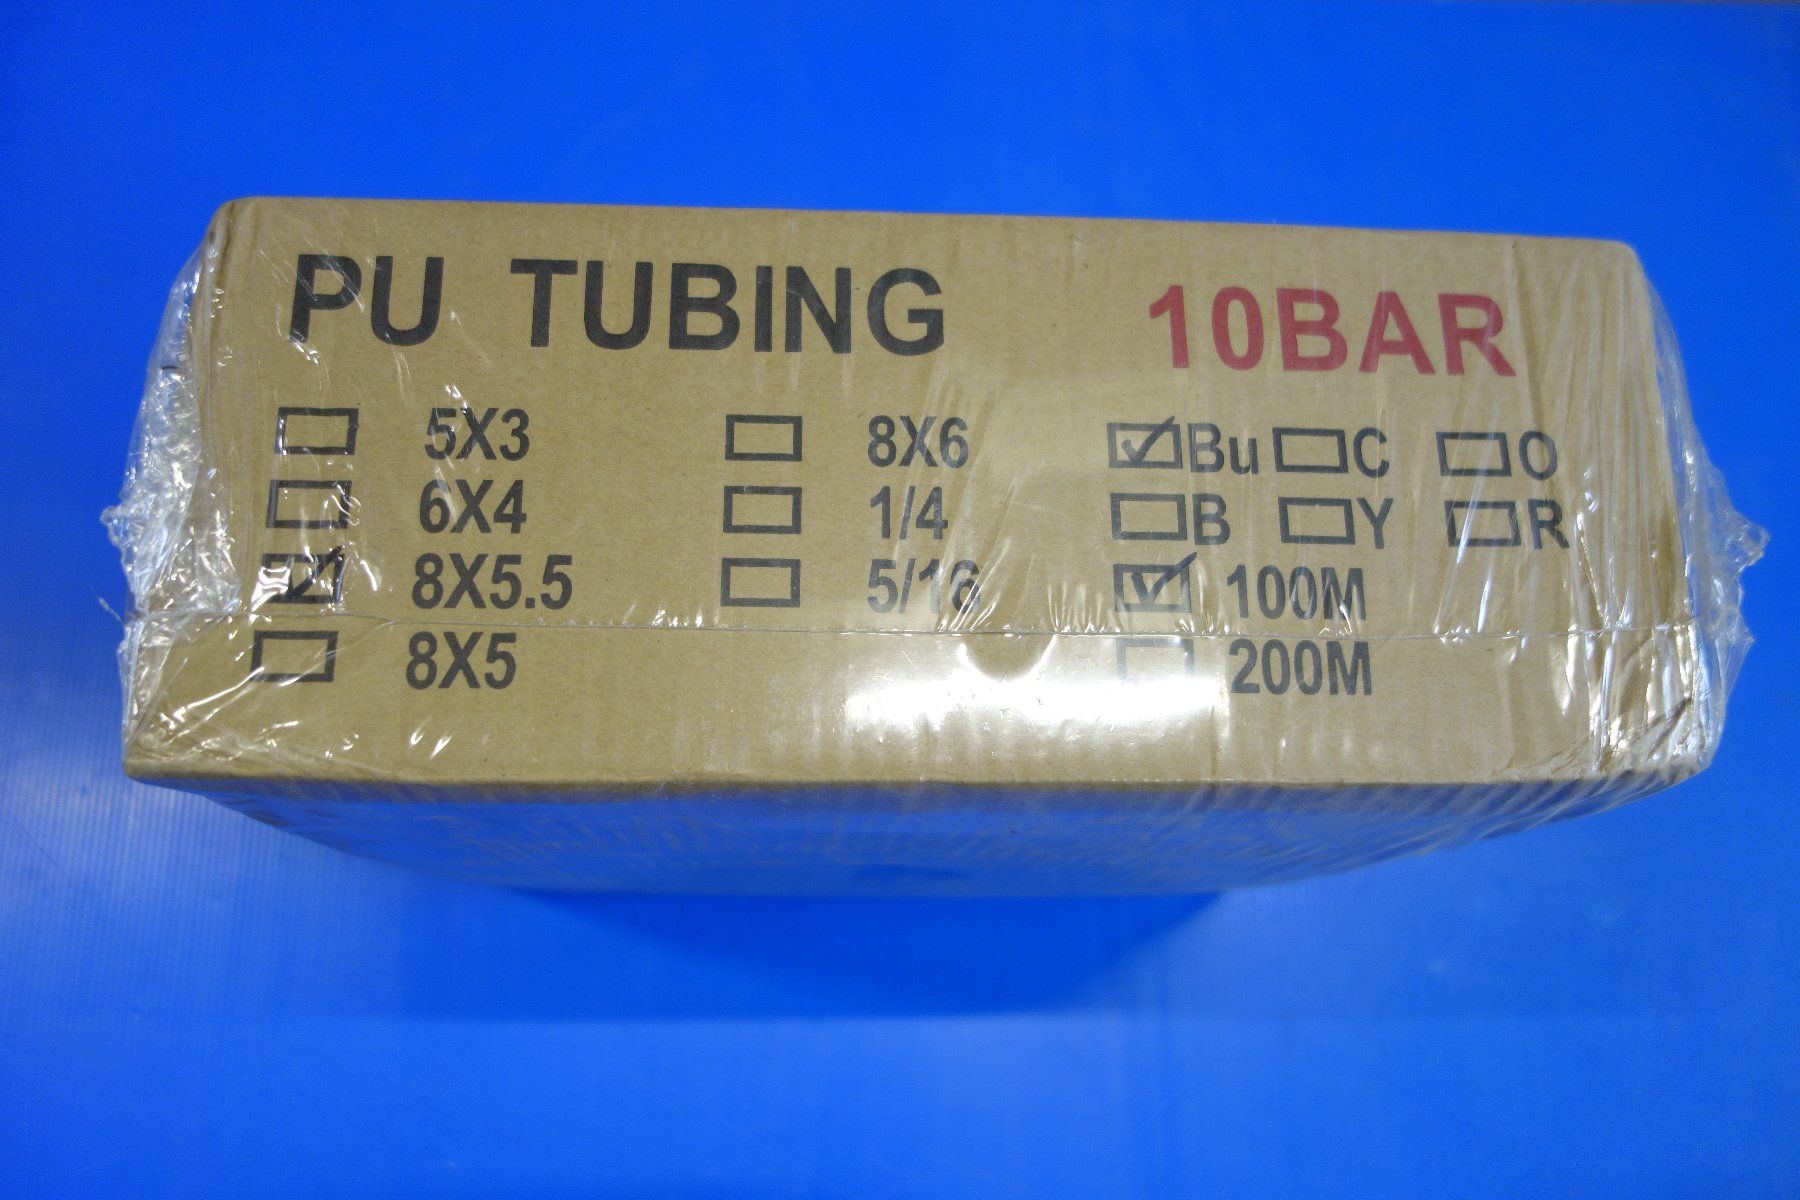 PU TUBING 10BAR
5X3 8X6 Bu C O
6X4 1/4 B Y R
8X5.5 5/16 100M
8X5 200M